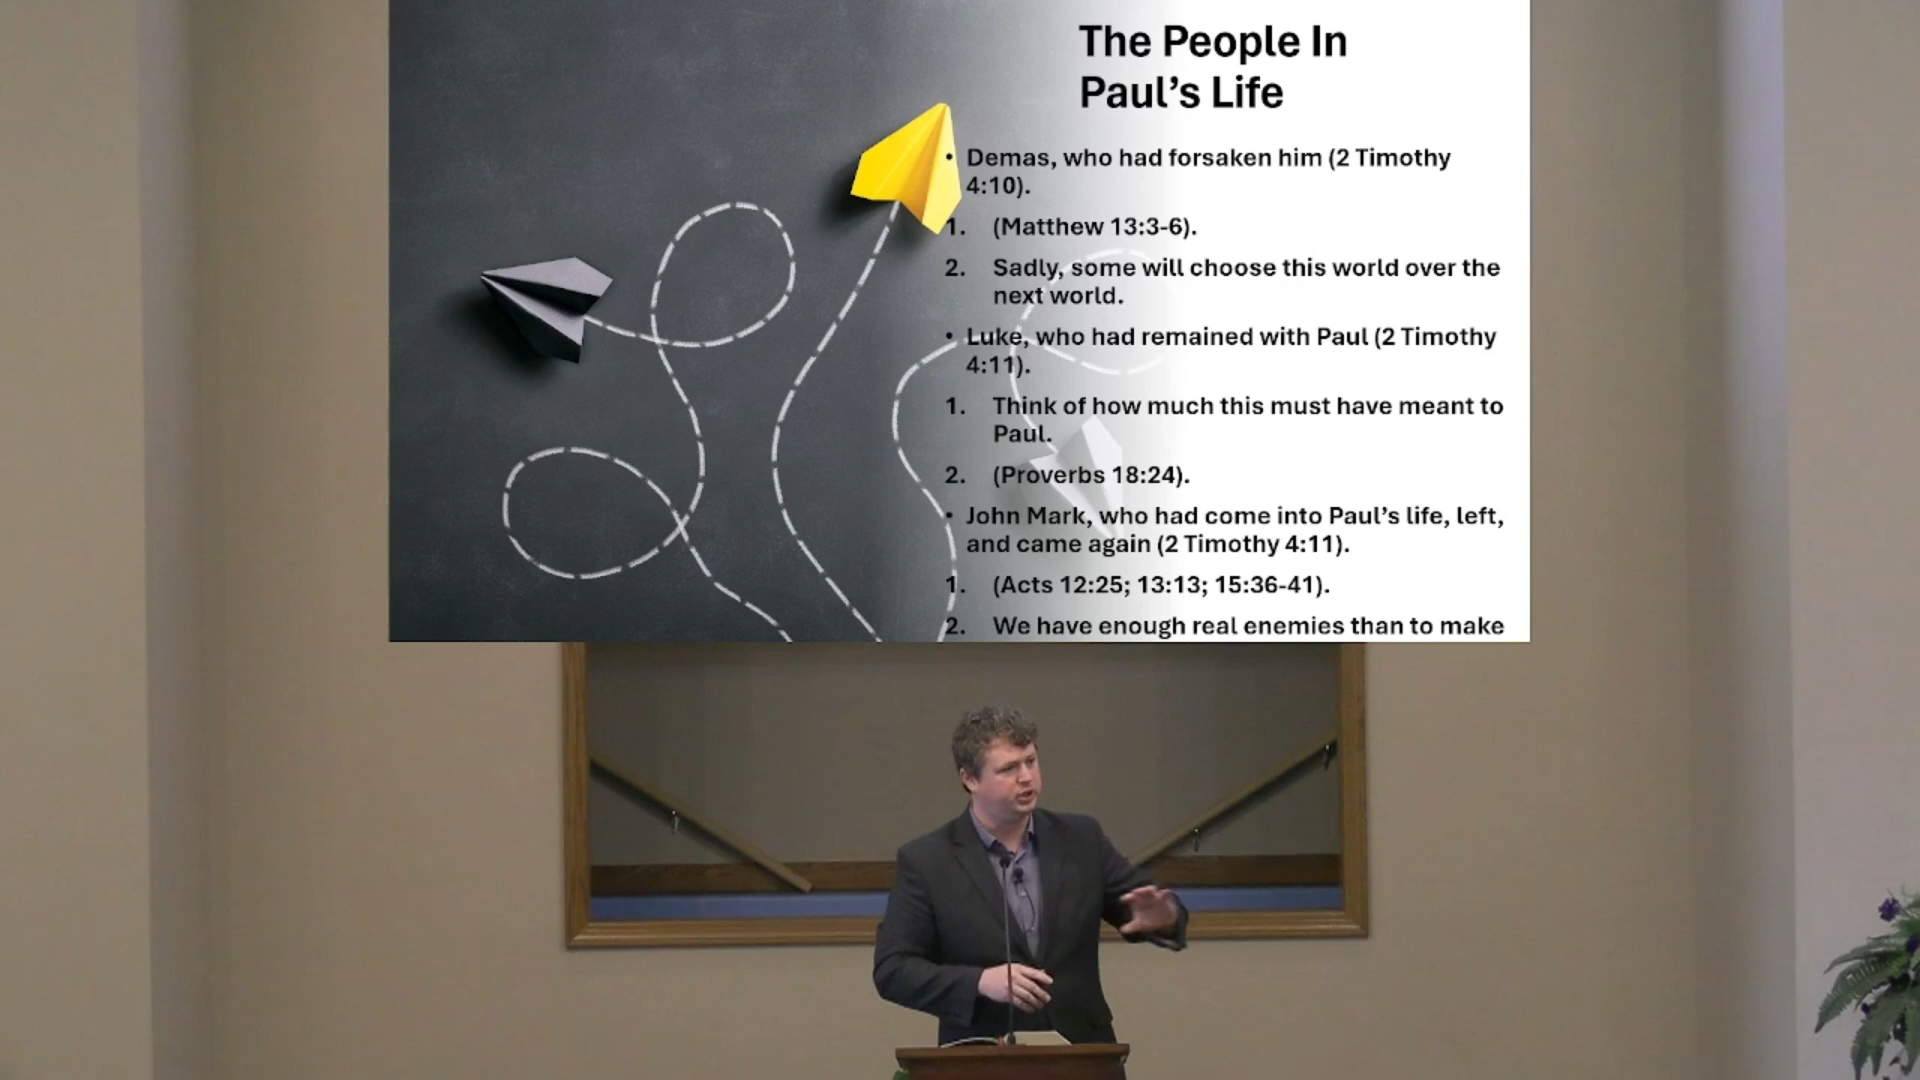 The People In
Paul's Life
• Demas, who had forsaken him (2 Timothy
4:10).
1. (Matthew 13:3-6).
2. Sadly, some will choose this world over the
next world.
• Luke, who had remained with Paul (2 Timothy
4:11).
1. Think of how much this must have meant to
Paul.
2. (Proverbs 18:24).
• John Mark, who had come into Paul's life, left,
and came again (2 Timothy 4:11).
1. (Acts 12:25; 13:13; 15:36-41).
2. We have enough real enemies than to make